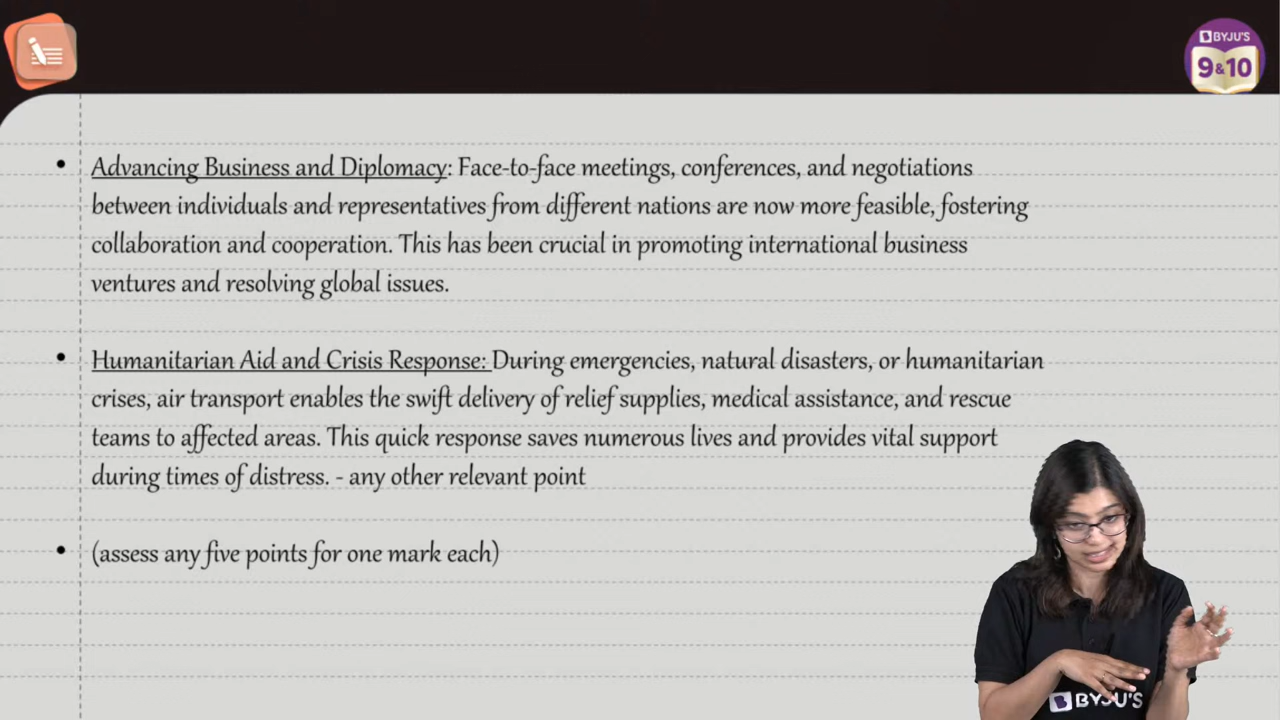 BYJU'S
9&10
• Advancing Business and Diplomacy: Face-to-face meetings, conferences, and negotiations
between individuals and representatives from different nations are now more feasible, fostering
collaboration and cooperation. This has been crucial in promoting international business
ventures and resolving global issues.
• Humanitarian Aid and Crisis Response: During emergencies, natural disasters, or humanitarian
crises, air transport enables the swift delivery of relief supplies, medical assistance, and rescue
teams to affected areas. This quick response saves numerous lives and provides vital support
during times of distress. - any other relevant point
• (assess any five points for one mark each)
BYJU'S